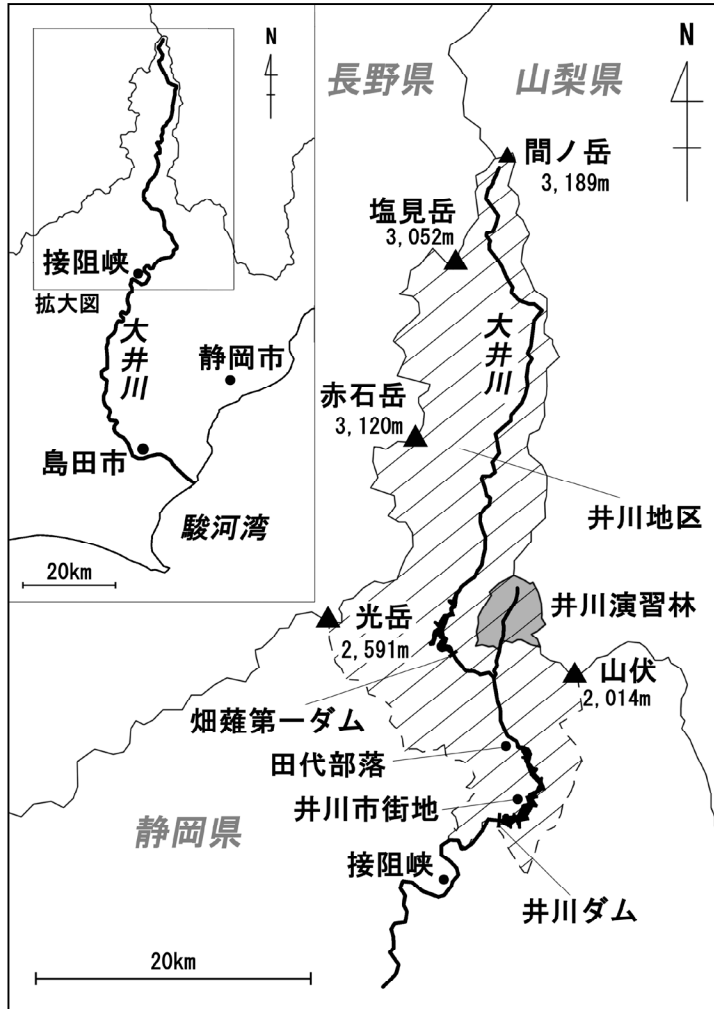 N
接阻峡
拡大図
大井川
静岡市
島田市
駿河湾
20km
長野県
山梨県
N
間ノ岳
3,189m
塩見岳
3,052m
大井川
赤石岳
3,120m
井川地区
井川演習林
光岳
2,591m
山伏
2,014m
畑薙第一ダム
田代部落
井川市街地
静岡県
接阻峡
井川ダム
20km